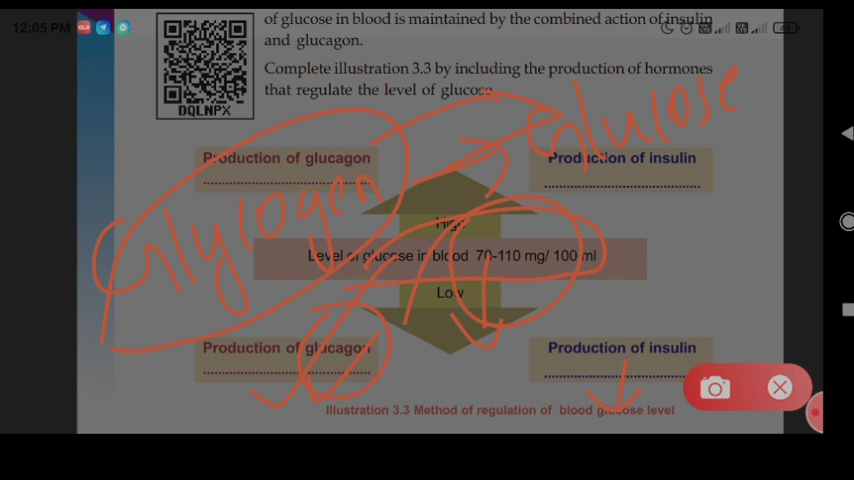 of glucose in blood is maintained by the combined action of insulin
12:05 PM
and glucagon.
Complete illustration 3.3 by including the production of hormones
that regulate the level of glucose.
DQLNPX
Glucose
Production of glucagon
Production of insulin
..........................................
..........................................
Glycogen
High
Level of glucose in blood 70-110 mg/ 100 ml
Low
Production of glucagon
Production of insulin
..........................................
..........................................
Illustration 3.3 Method of regulation of blood glucose level